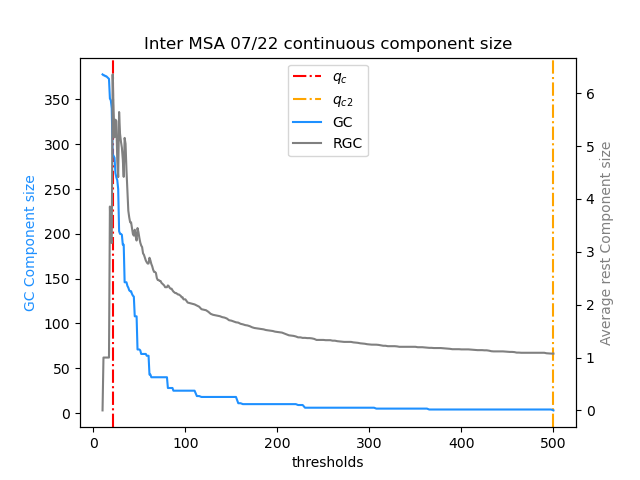 Inter MSA 07/22 continuous component size
q_c
q_c2
GC
RGC
GC Component size
350
300
250
200
150
100
50
0
6
5
4
3
2
1
0
Average rest Component size
0 100 200 300 400 500
thresholds